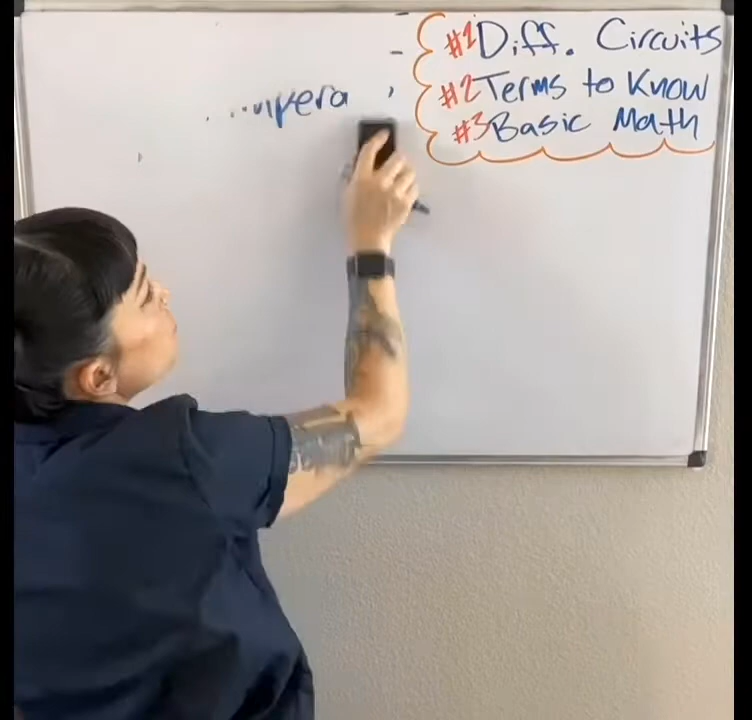 #1 Diff. Circuits
#2 Terms to Know
#3 Basic Math